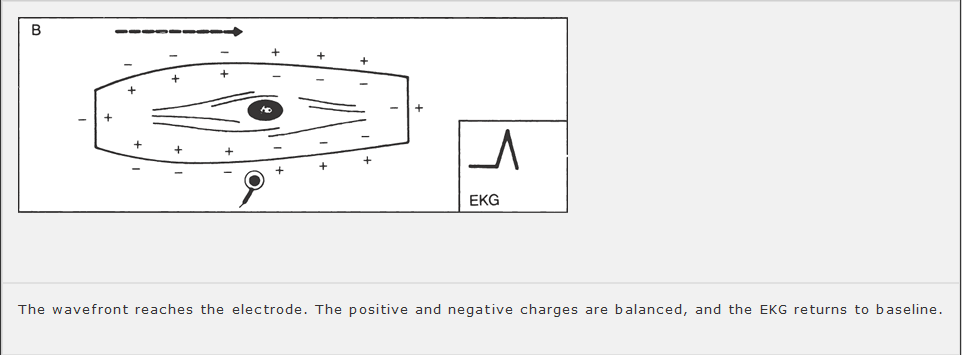 B
EKG
The wavefront reaches the electrode. The positive and negative charges are balanced, and the EKG returns to baseline.